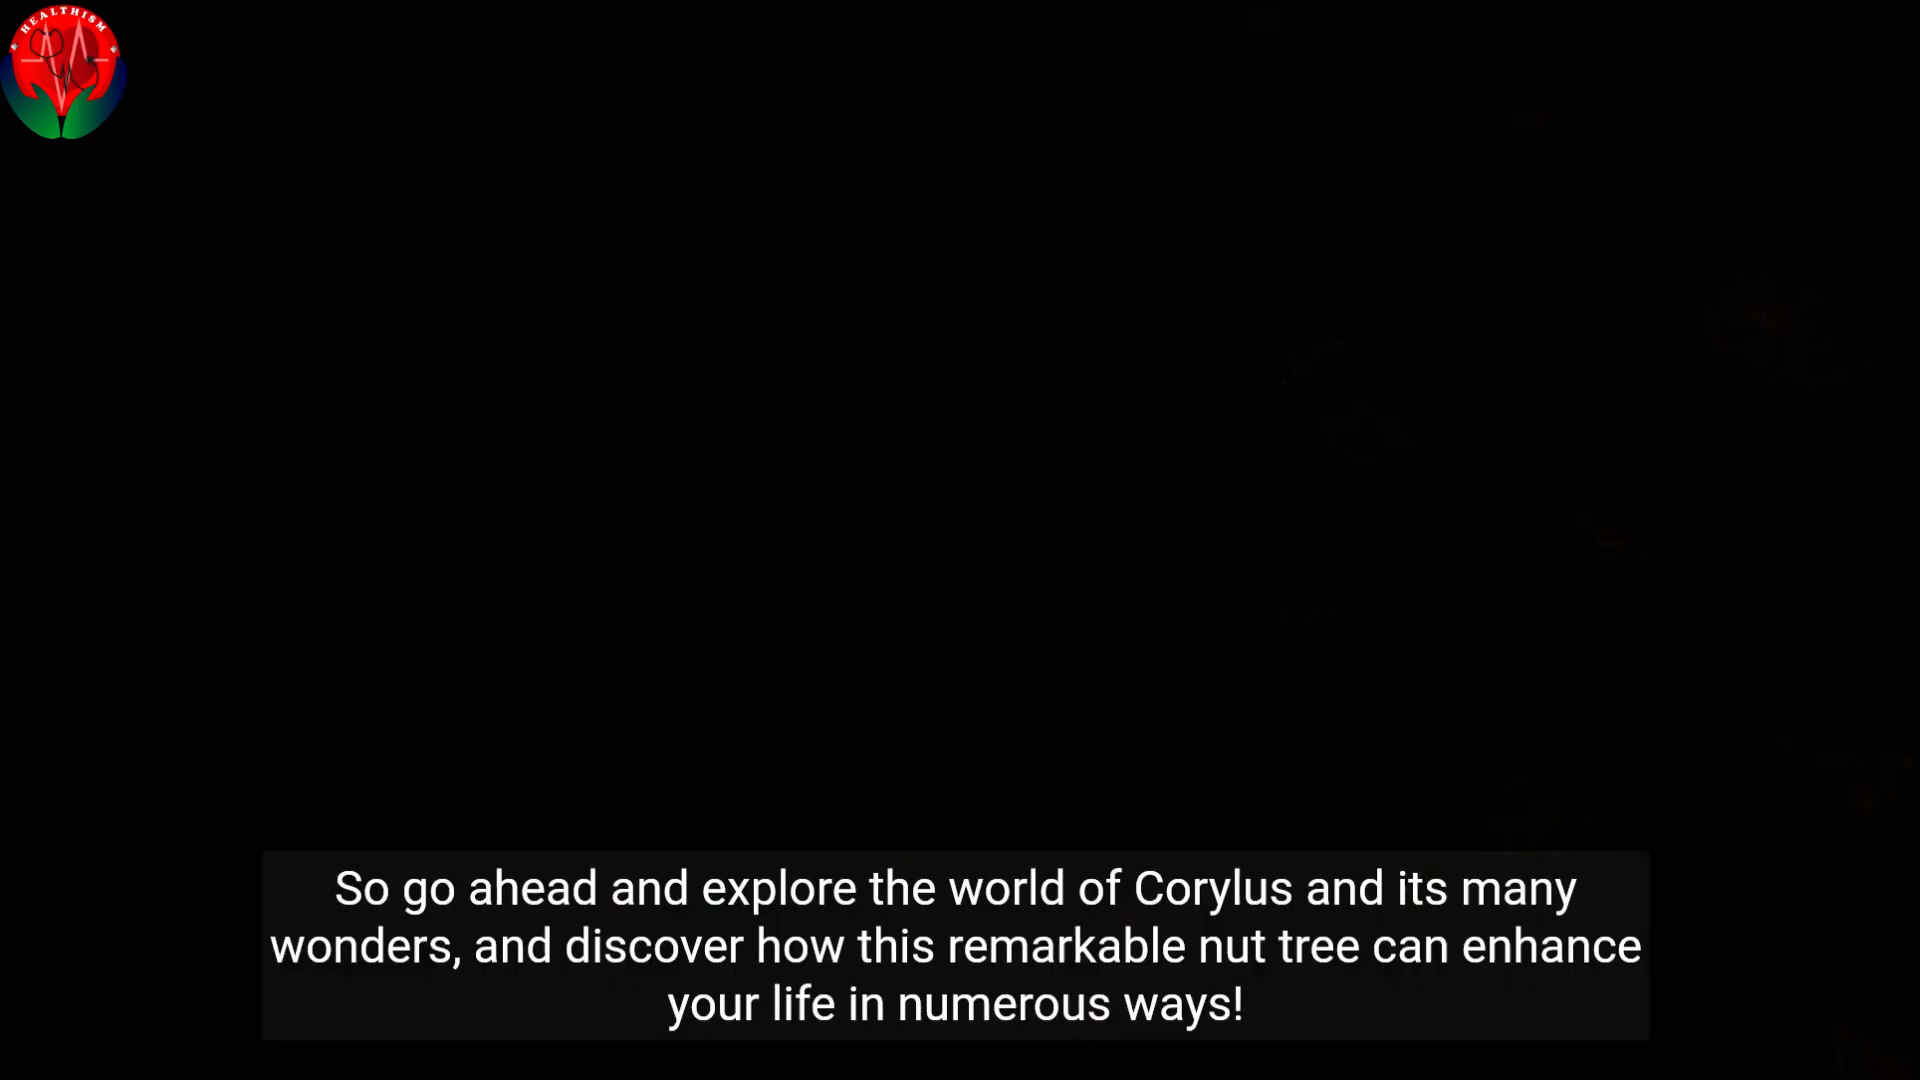 HEALTHISM
So go ahead and explore the world of Corylus and its many
wonders, and discover how this remarkable nut tree can enhance
your life in numerous ways!